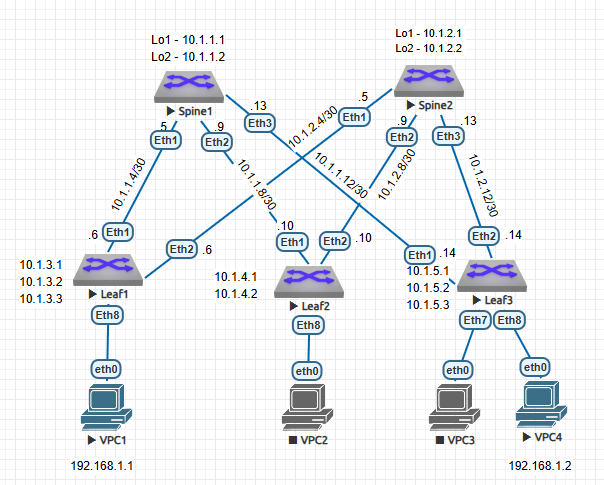 Lo1 - 10.1.1.1
Lo2 - 10.1.1.2
Lo1 - 10.1.2.1
Lo2 - 10.1.2.2
Spine1
Spine2
.5
Eth1
.9
Eth2
.13
Eth3
.5
Eth1
.9
Eth2
.13
Eth3
10.1.1.4/30
10.1.1.8/30
10.1.1.12/30
10.1.2.4/30
10.1.2.8/30
10.1.2.12/30
.6
Eth1
Eth2
.6
.10
Eth1
Eth2
.10
Eth1
.14
Eth2
.14
10.1.3.1
10.1.3.2
10.1.3.3
Leaf1
10.1.4.1
10.1.4.2
Leaf2
10.1.5.1
10.1.5.2
10.1.5.3
Leaf3
Eth8
Eth8
Eth7
Eth8
eth0
eth0
eth0
eth0
VPC1
VPC2
VPC3
VPC4
192.168.1.1
192.168.1.2